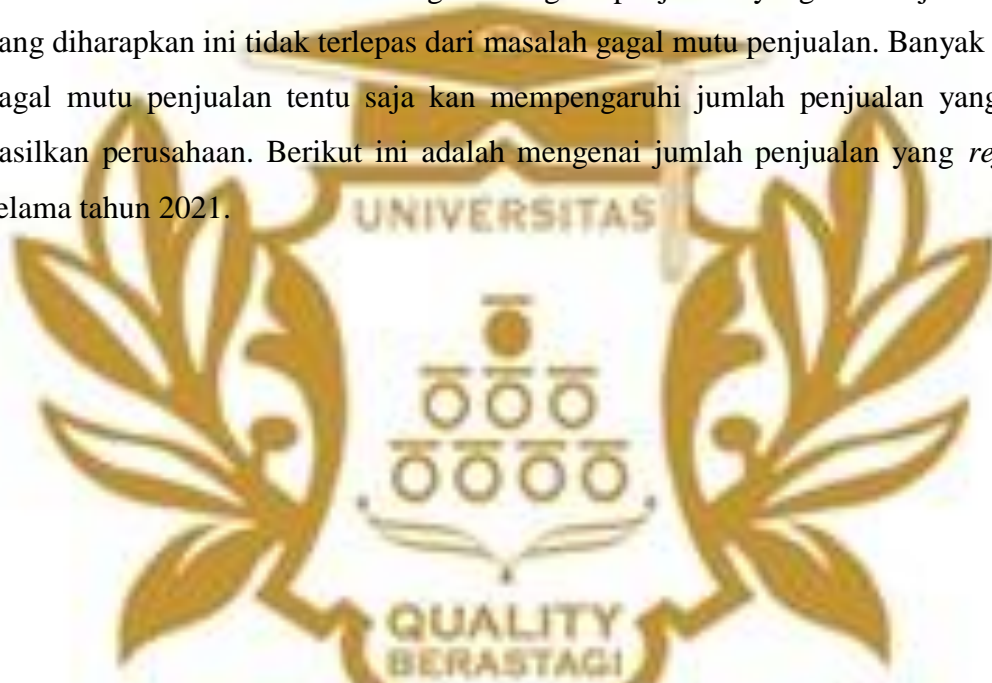 ang diharapkan ini tidak terlepas dari masalah gagal mutu penjualan. Banyak
agal mutu penjualan tentu saja kan mempengaruhi jumlah penjualan yang
asilkan perusahaan. Berikut ini adalah mengenai jumlah penjualan yang re
elama tahun 2021.
UNIVERSITAS
QUALITY
BERASTAGI